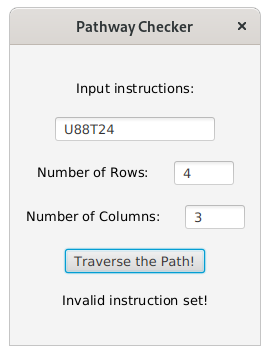 Pathway Checker
Input instructions:
U88T24
Number of Rows: 4
Number of Columns: 3
Traverse the Path!
Invalid instruction set!